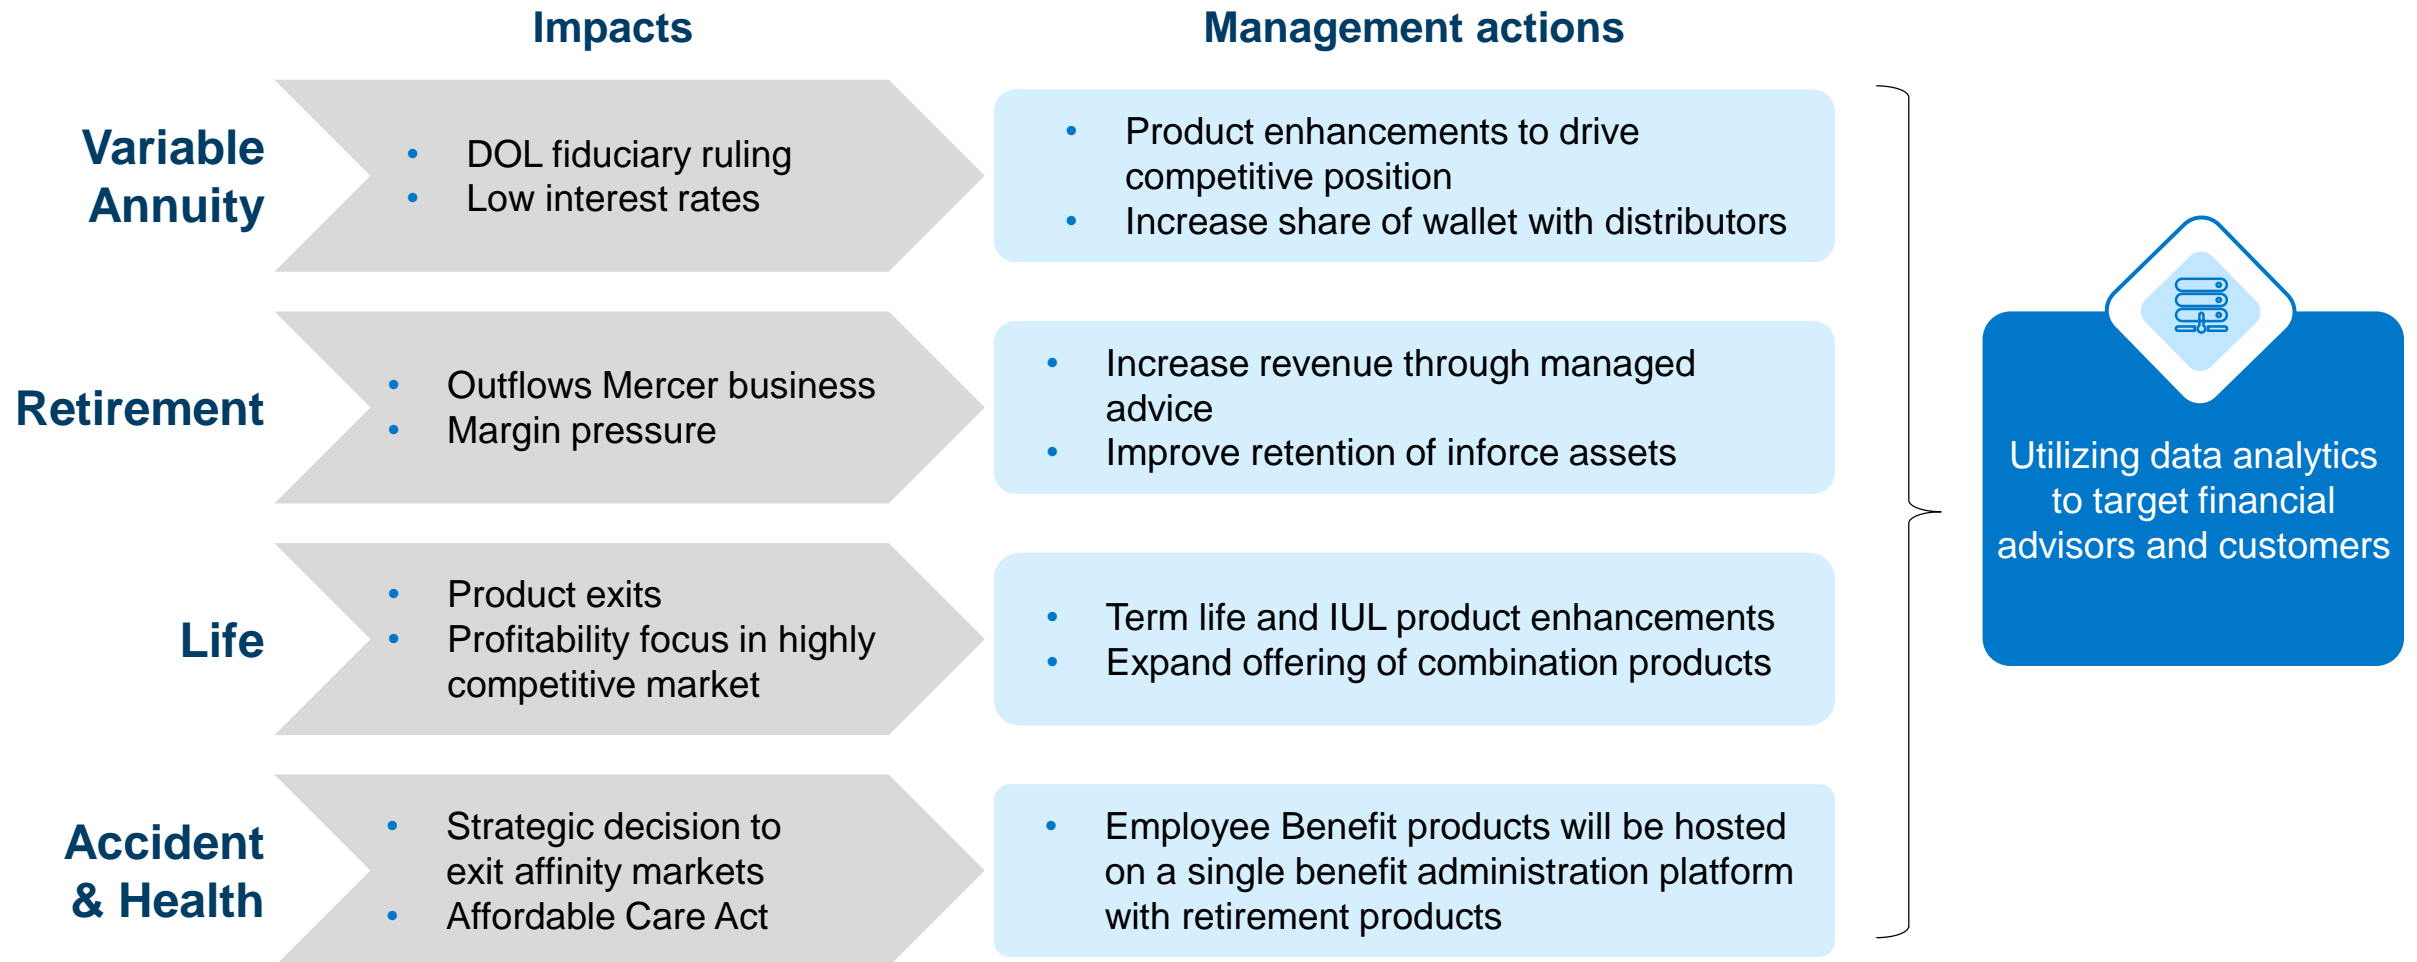 Impacts
Management actions
Variable
Annuity
• DOL fiduciary ruling
• Low interest rates
• Product enhancements to drive
competitive position
• Increase share of wallet with distributors
Retirement
• Outflows Mercer business
• Margin pressure
• Increase revenue through managed
advice
• Improve retention of inforce assets
Life
• Product exits
• Profitability focus in highly
competitive market
• Term life and IUL product enhancements
• Expand offering of combination products
Accident
& Health
• Strategic decision to
exit affinity markets
• Affordable Care Act
• Employee Benefit products will be hosted
on a single benefit administration platform
with retirement products
Utilizing data analytics
to target financial
advisors and customers